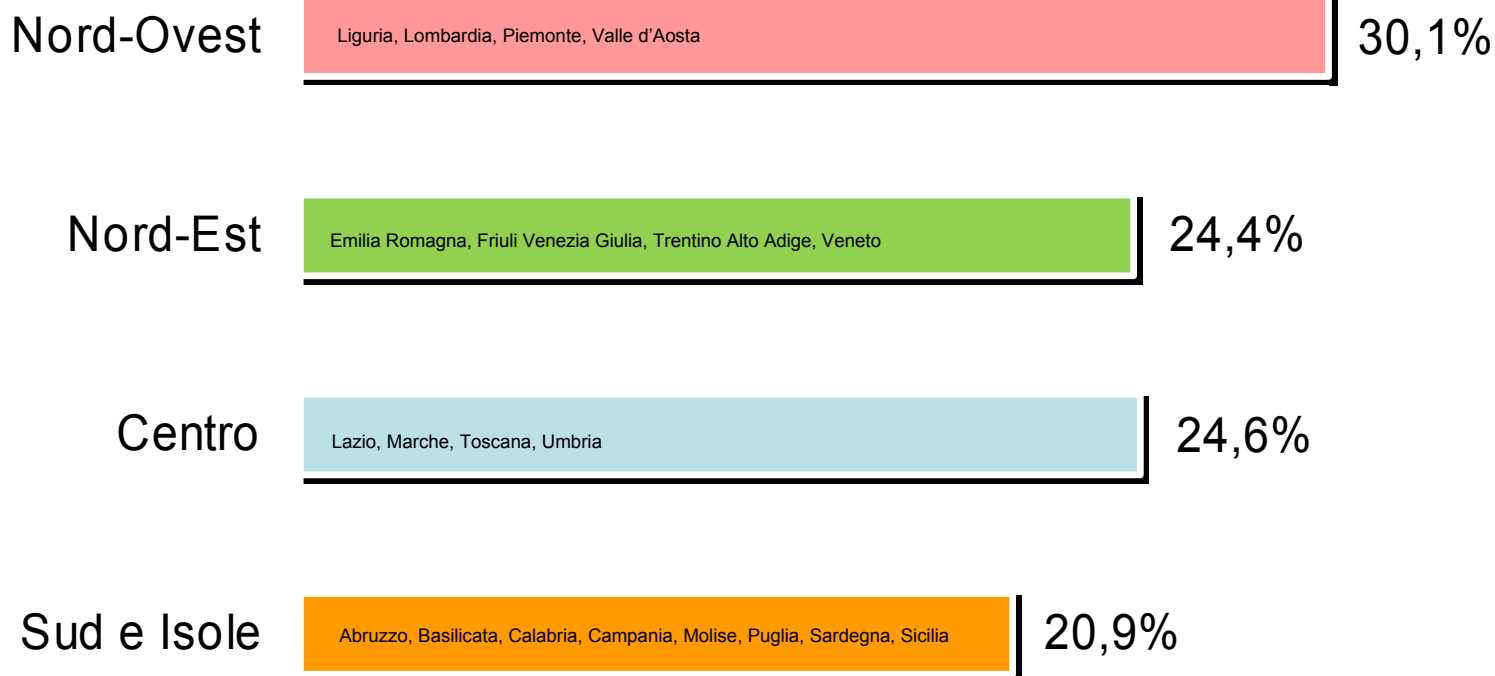 Nord-Ovest
Liguria, Lombardia, Piemonte, Valle d’Aosta
30,1%
Nord-Est
Emilia Romagna, Friuli Venezia Giulia, Trentino Alto Adige, Veneto
24,4%
Centro
Lazio, Marche, Toscana, Umbria
24,6%
Sud e Isole
Abruzzo, Basilicata, Calabria, Campania, Molise, Puglia, Sardegna, Sicilia
20,9%